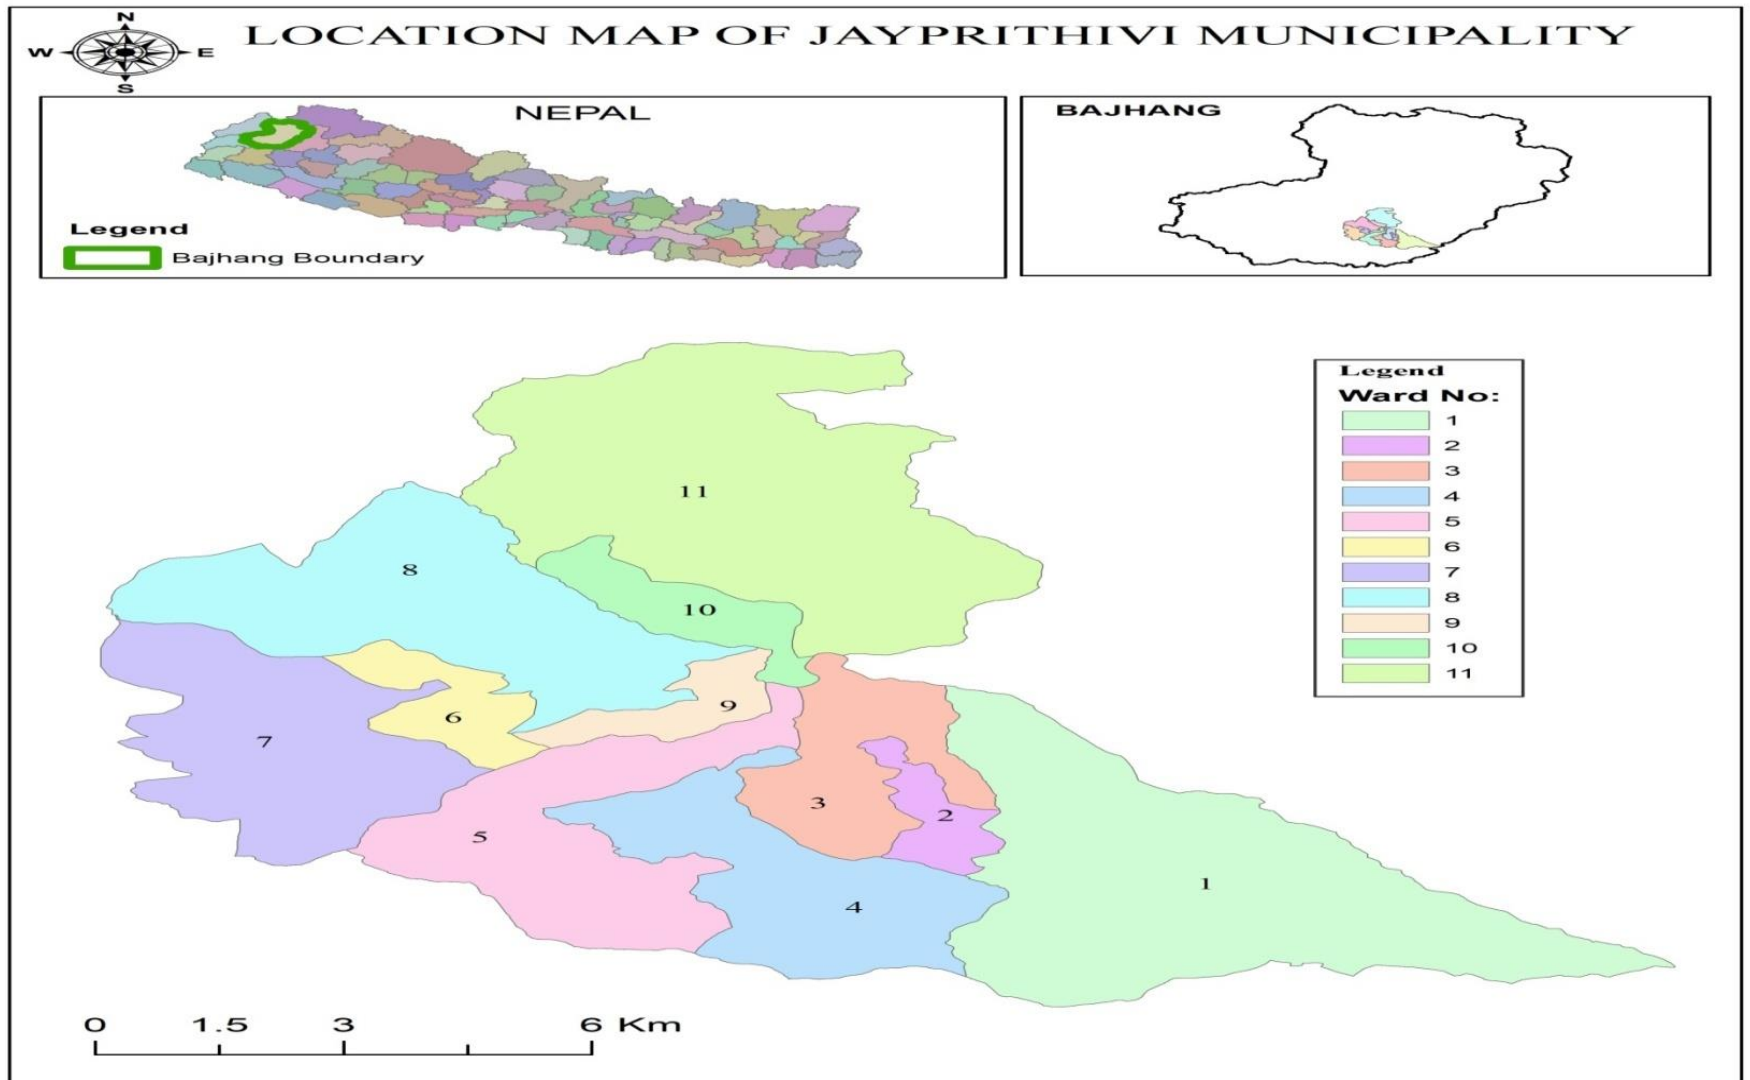 N
W E
S
LOCATION MAP OF JAYPRITHIVI MUNICIPALITY
NEPAL
Legend
Bajhang Boundary
BAJHANG
Legend
Ward No:
1
2
3
4
5
6
7
8
9
10
11
11
8
10
9
6
7
3
2
5
1
4
0 1.5 3 6 Km